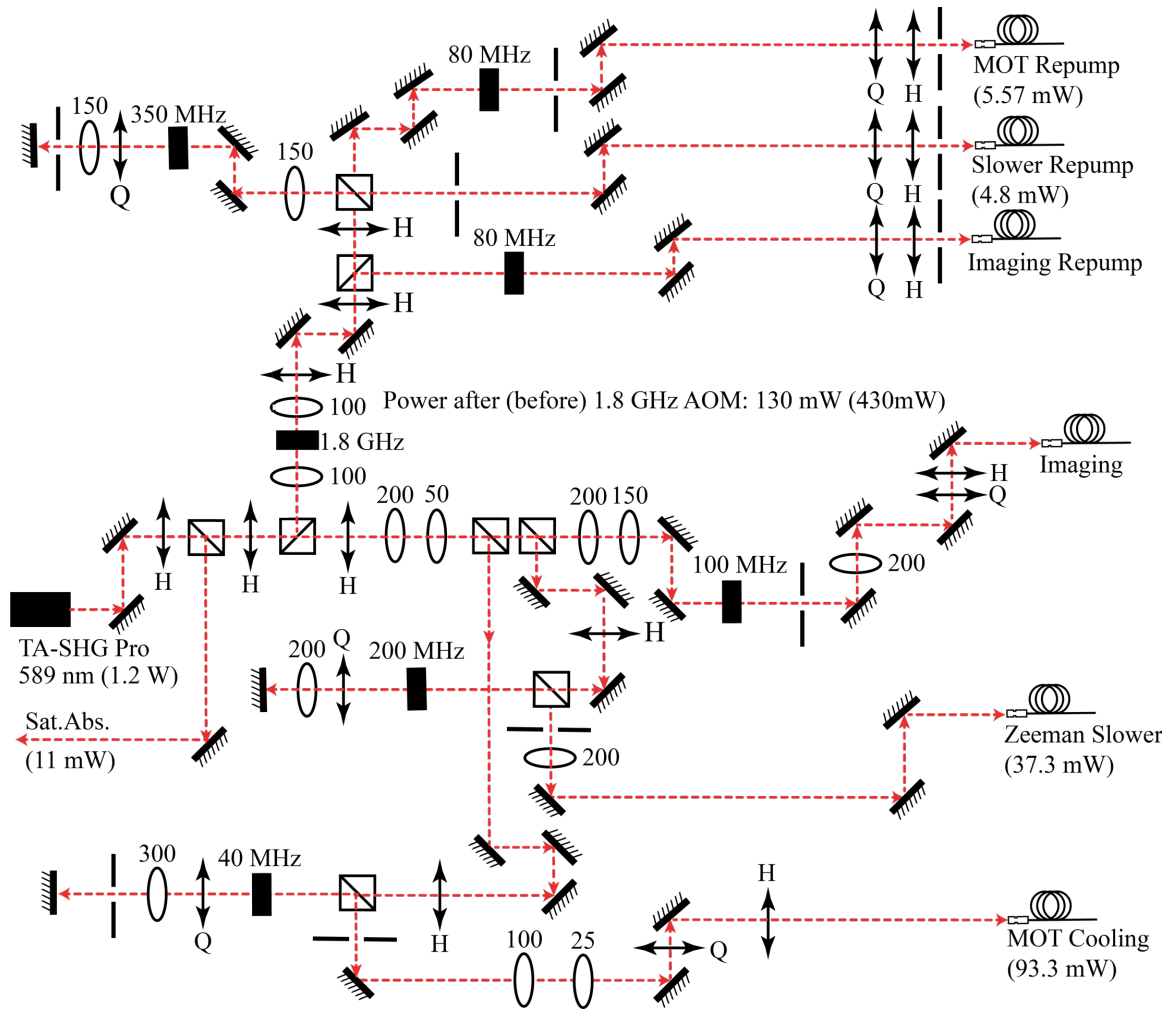 80 MHz
Q
H
MOT Repump
(5.57 mW)
150
350 MHz
Q
150
Q
H
Slower Repump
(4.8 mW)
H
80 MHz
Q
H
Imaging Repump
H
H
100
Power after (before) 1.8 GHz AOM: 130 mW (430mW)
1.8 GHz
100
H
Q
Imaging
200
50
200
150
H
H
H
100 MHz
200
TA-SHG Pro
589 nm (1.2 W)
H
200
Q
200 MHz
Sat.Abs.
(11 mW)
200
Zeeman Slower
(37.3 mW)
300
40 MHz
Q
H
H
100
25
Q
MOT Cooling
(93.3 mW)